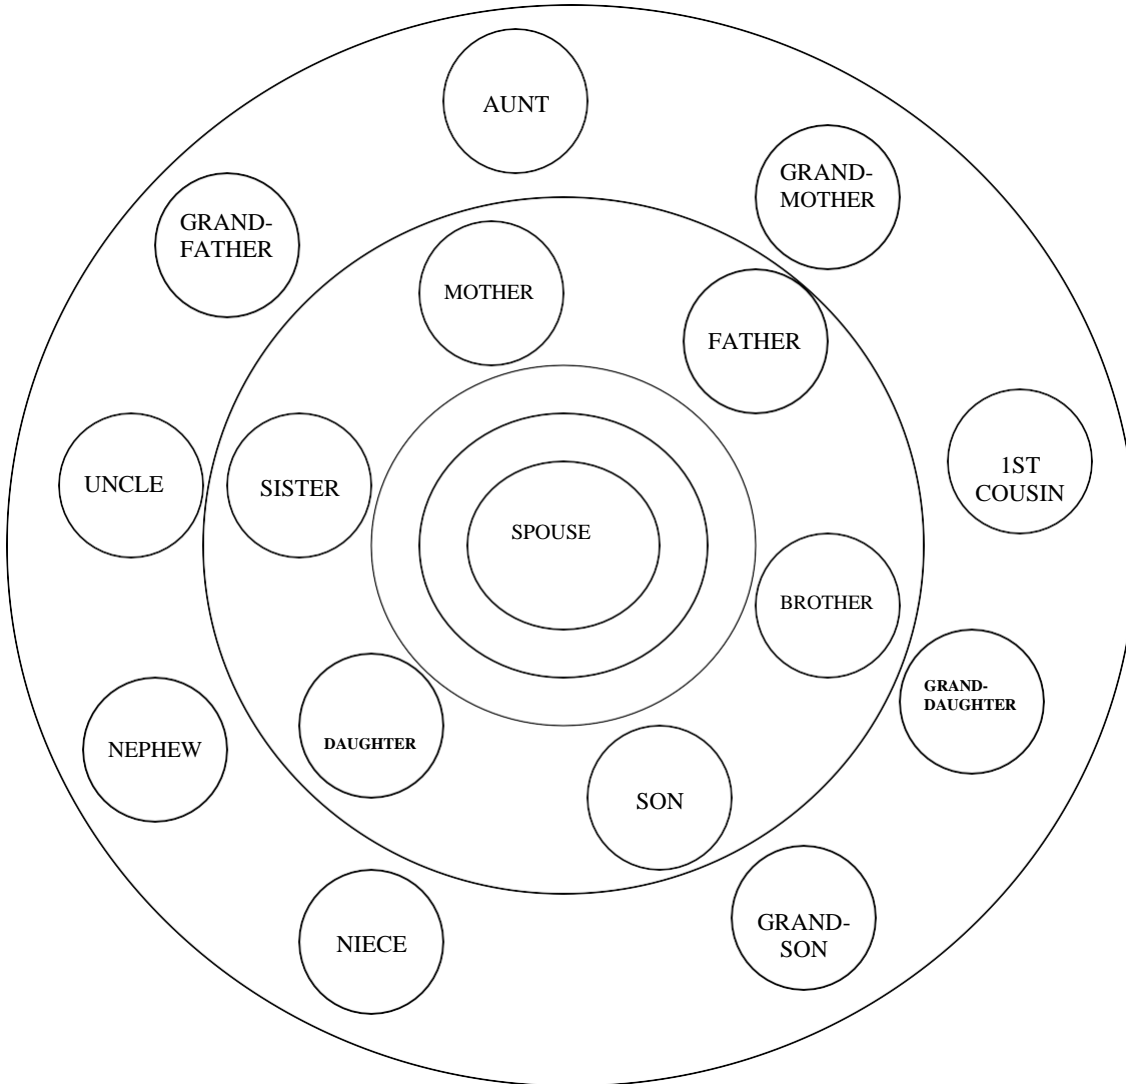 AUNT
GRAND-
MOTHER
GRAND-
FATHER
MOTHER
FATHER
UNCLE
SISTER
SPOUSE
1ST
COUSIN
BROTHER
GRAND-
DAUGHTER
NEPHEW
DAUGHTER
SON
NIECE
GRAND-
SON